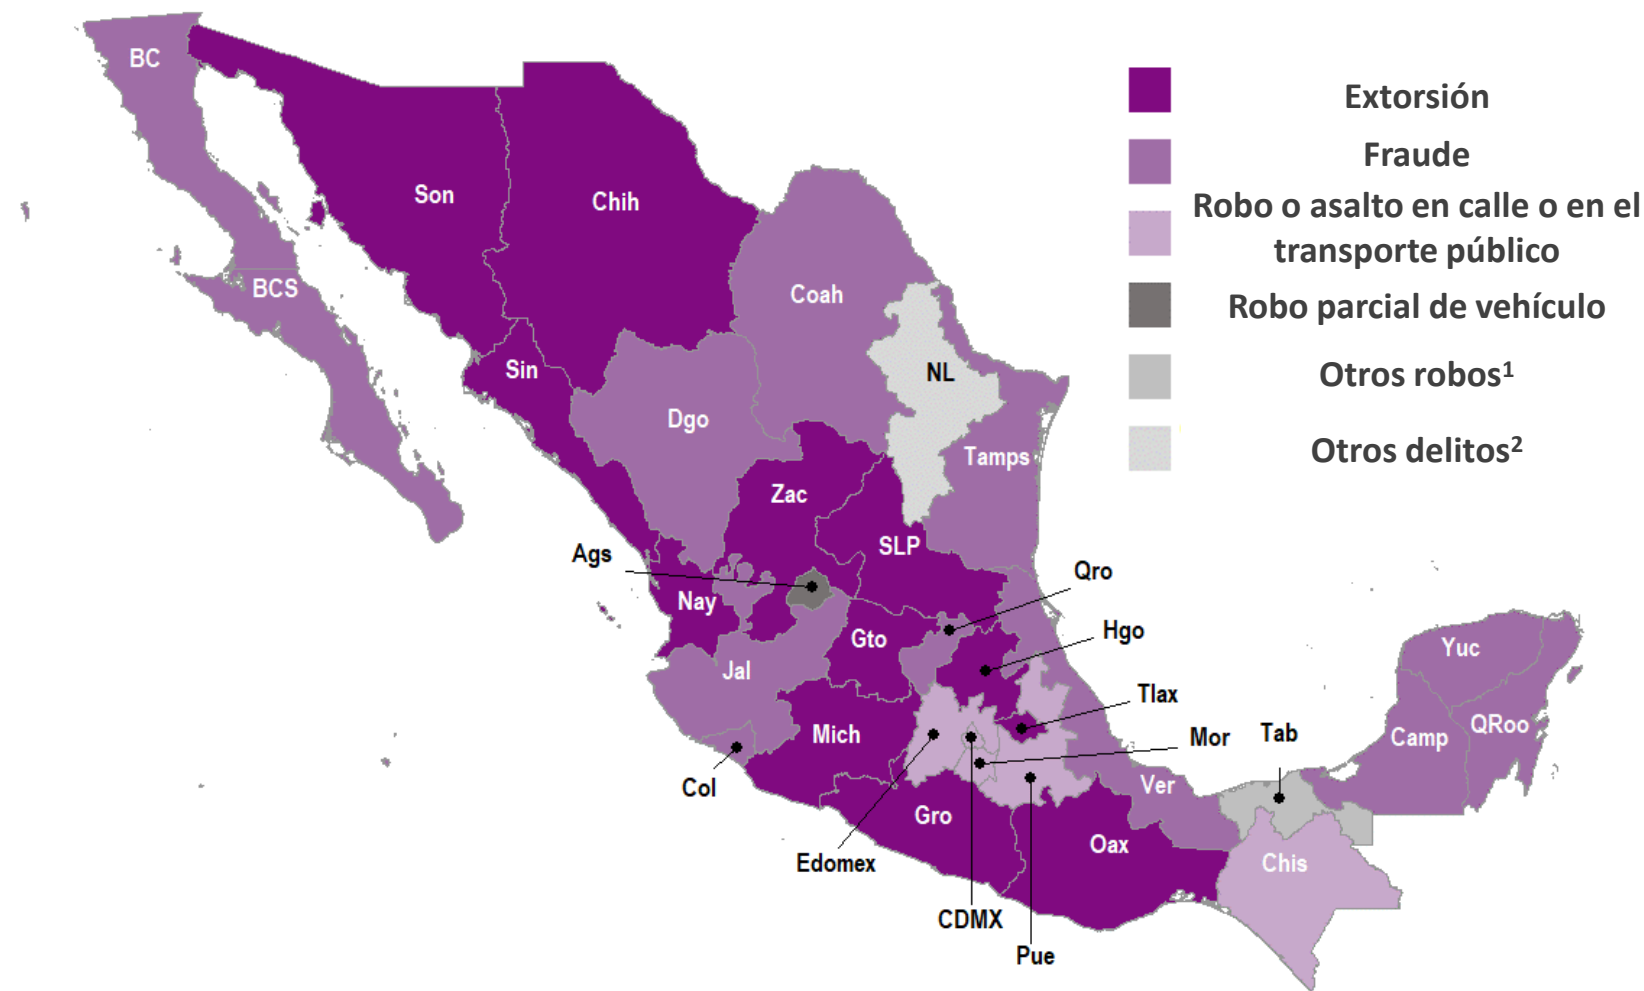 BC
Extorsión
Fraude
Son
Chih
Robo o asalto en calle o en el
transporte público
BCS
Coah
Robo parcial de vehículo
Sin
NL
Otros robos¹
Dgo
Tamps
Otros delitos²
Zac
Ags
SLP
Qro
Nay
Gto
Hgo
Jal
Yuc
Tlax
Mich
Mor
Tab
Camp
QRoo
Col
Ver
Gro
Edomex
Oax
Chis
CDMX
Pue